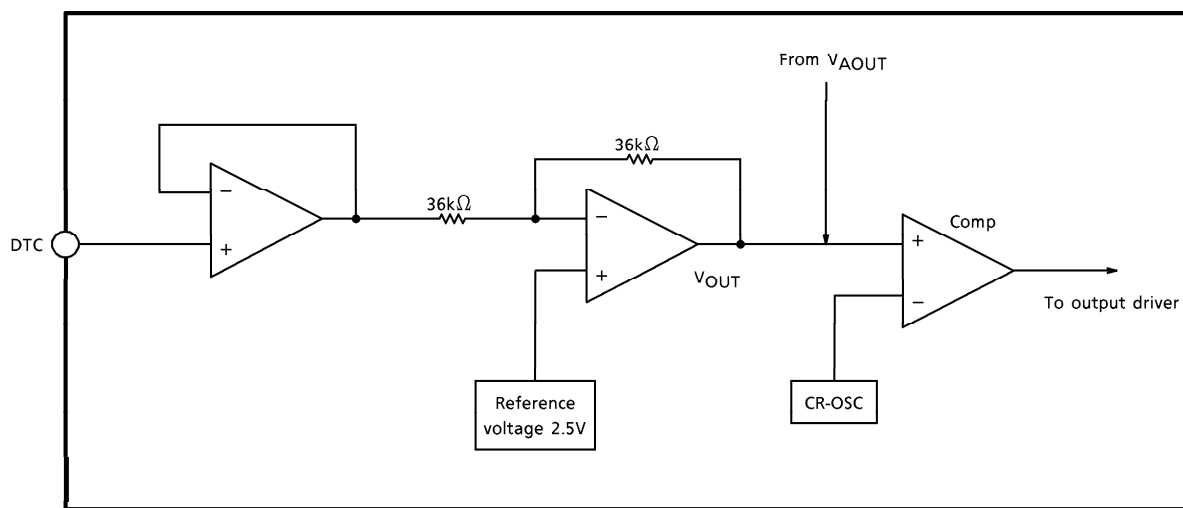 From VAOUT
36kΩ
−
36kΩ
−
Comp
DTC
+
+
+
VOUT
−
To output driver
Reference
voltage 2.5V
CR-OSC